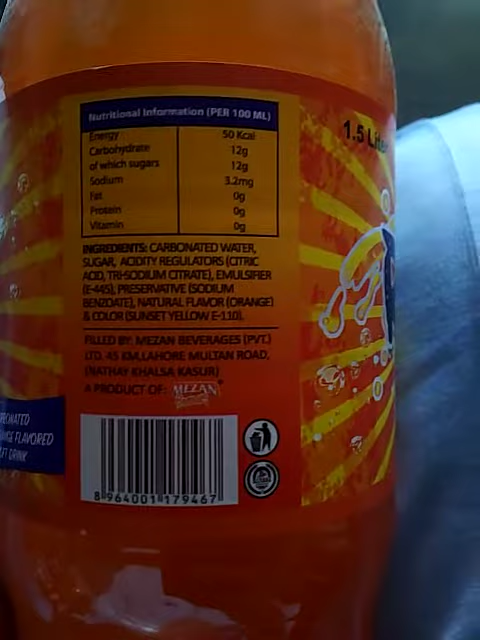 Nutritional Information (PER 100 ML)
Energy 50 Kcal
Carbohydrate 12g
of which sugars 12g
Sodium 3.2mg
Fat 0g
Protein 0g
Vitamin 0g
1.5 Liter
INGREDIENTS: CARBONATED WATER,
SUGAR, ACIDITY REGULATORS (CITRIC
ACID, TRI-SODIUM CITRATE), EMULSIFIER
(E-445), PRESERVATIVE (SODIUM
BENZOATE), NATURAL FLAVOR (ORANGE)
& COLOR (SUNSET YELLOW E-110).
FILLED BY: MEZAN BEVERAGES (PVT.)
LTD. 45 KM,LAHORE MULTAN ROAD,
(NATHAY KHALSA KASUR)
A PRODUCT OF: MEZAN
FLAVORED
DRINK
8 964001 179467